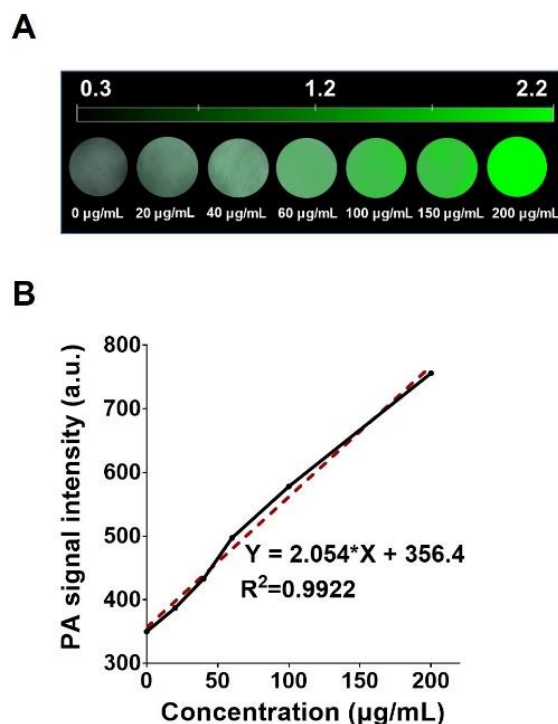 A
0.3 1.2 2.2
0 µg/mL 20 µg/mL 40 µg/mL 60 µg/mL 100 µg/mL 150 µg/mL 200 µg/mL
B
PA signal intensity (a.u.)
800
700
600
500
400
300
Y = 2.054*X + 356.4
R²=0.9922
0 50 100 150 200
Concentration (µg/mL)